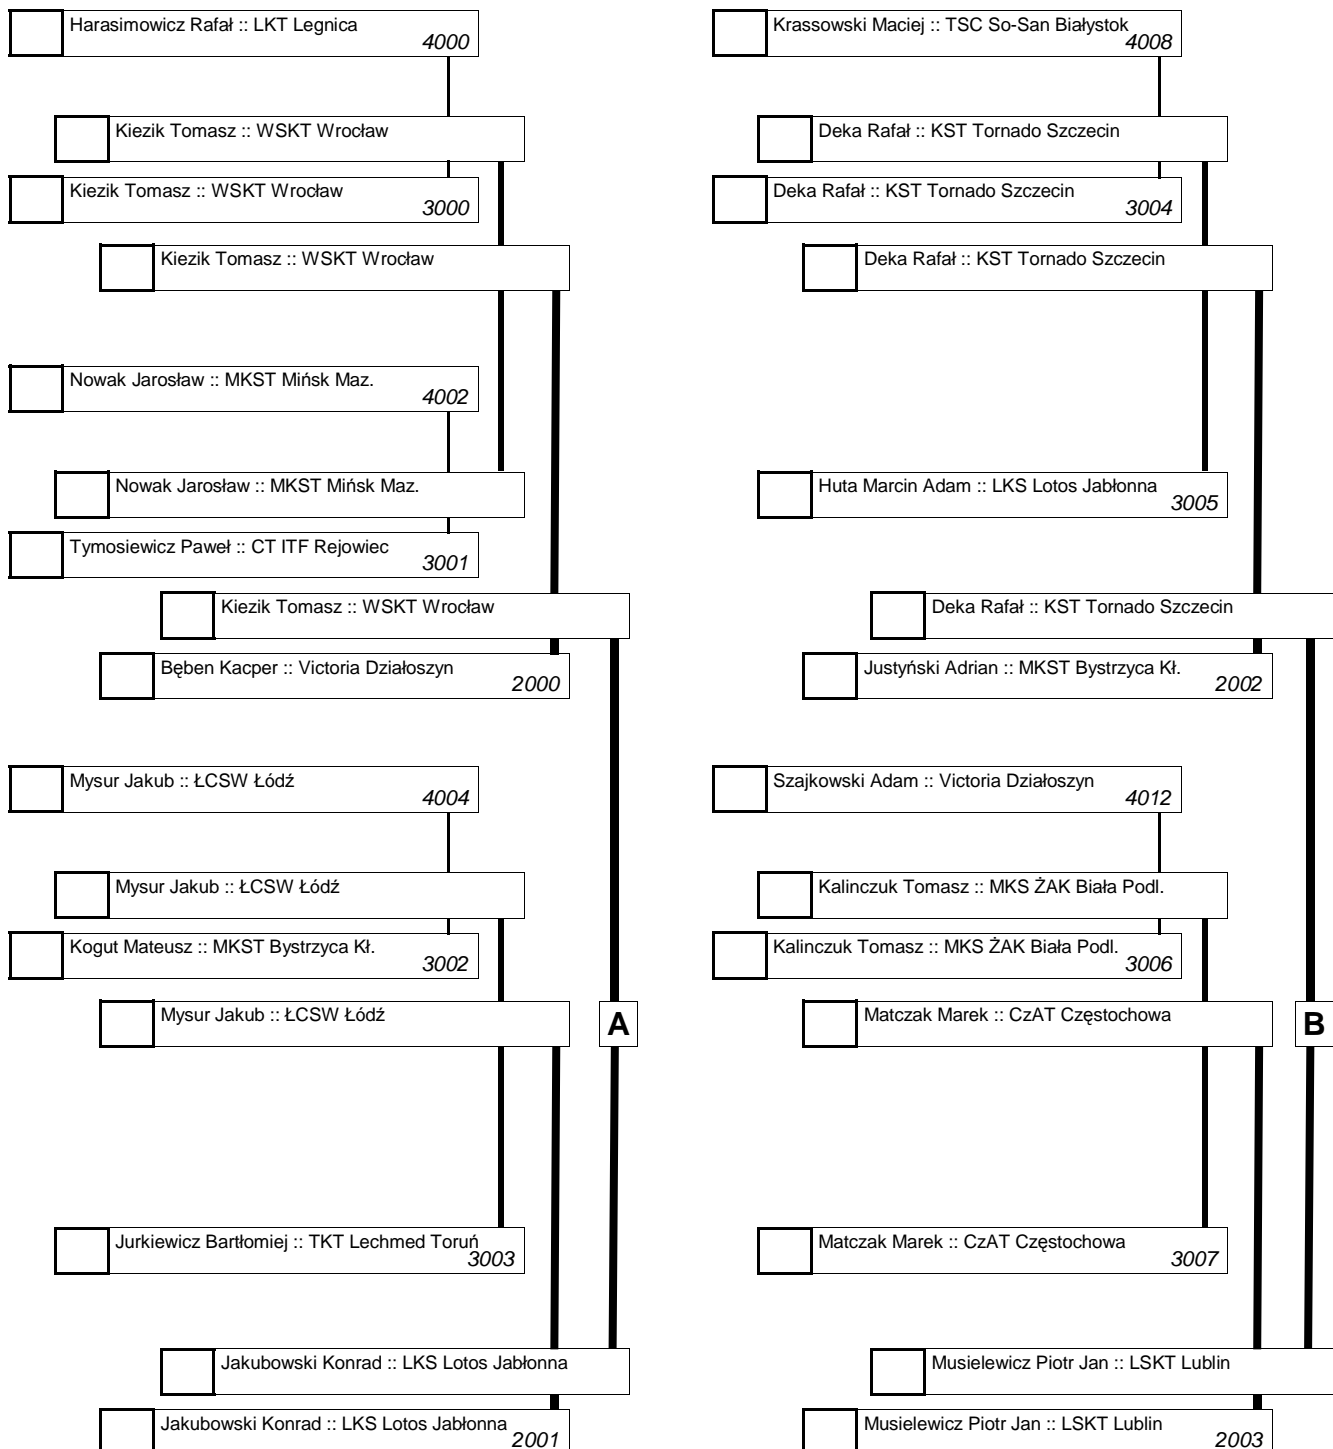 Harasimowicz Rafał :: LKT Legnica
4000
Kiezik Tomasz :: WSKT Wrocław
Kiezik Tomasz :: WSKT Wrocław
3000
Kiezik Tomasz :: WSKT Wrocław
Nowak Jarosław :: MKST Mińsk Maz.
4002
Nowak Jarosław :: MKST Mińsk Maz.
Tymosiewicz Paweł :: CT ITF Rejowiec
3001
Kiezik Tomasz :: WSKT Wrocław
Bęben Kacper :: Victoria Działoszyn
2000
Mysur Jakub :: ŁCSW Łódź
4004
Mysur Jakub :: ŁCSW Łódź
Kogut Mateusz :: MKST Bystrzyca Kł.
3002
Mysur Jakub :: ŁCSW Łódź
A
Jurkiewicz Bartłomiej :: TKT Lechmed Toruń
3003
Jakubowski Konrad :: LKS Lotos Jabłonna
Jakubowski Konrad :: LKS Lotos Jabłonna
2001
Krassowski Maciej :: TSC So-San Białystok
4008
Deka Rafał :: KST Tornado Szczecin
Deka Rafał :: KST Tornado Szczecin
3004
Deka Rafał :: KST Tornado Szczecin
Huta Marcin Adam :: LKS Lotos Jabłonna
3005
Deka Rafał :: KST Tornado Szczecin
Justyński Adrian :: MKST Bystrzyca Kł.
2002
Szajkowski Adam :: Victoria Działoszyn
4012
Kalinczuk Tomasz :: MKS ŻAK Biała Podl.
Kalinczuk Tomasz :: MKS ŻAK Biała Podl.
3006
Matczak Marek :: CzAT Częstochowa
B
Matczak Marek :: CzAT Częstochowa
3007
Musielewicz Piotr Jan :: LSKT Lublin
Musielewicz Piotr Jan :: LSKT Lublin
2003